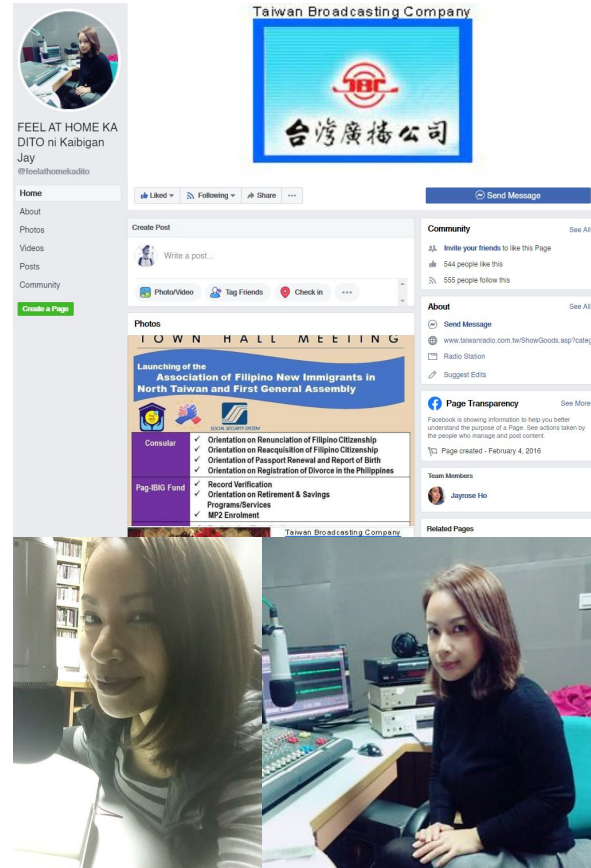 Taiwan Broadcasting Company
TBC
台灣廣播公司
FEEL AT HOME KA
DITO ni Kaibigan
Jay
@feelathomekadito
Home
About
Photos
Videos
Posts
Community
Create a Page
Liked
Following
Share
Send Message
Create Post
Write a post...
Photo/Video
Tag Friends
Check in
Photos
TOWN HALL MEETING
Launching of the
Association of Filipino New Immigrants in
North Taiwan and First General Assembly
SOCIAL SECURITY SYSTEM
Consular
✓ Orientation on Renunciation of Filipino Citizenship
✓ Orientation on Reacquisition of Filipino Citizenship
✓ Orientation of Passport Renewal and Report of Birth
✓ Orientation on Registration of Divorce in the Philippines
Pag-IBIG Fund
✓ Record Verification
✓ Orientation on Retirement & Savings
Programs/Services
✓ MP2 Enrolment
Taiwan Broadcasting Company
Community
See All
Invite your friends to like this Page
544 people like this
555 people follow this
About
See All
Send Message
www.taiwanradio.com.tw/ShowGoods.asp?categ
Radio Station
Suggest Edits
Page Transparency
See More
Facebook is showing information to help you better
understand the purpose of a Page. See actions taken by
the people who manage and post content.
Page created - February 4, 2016
Team Members
Jayrose Ho
Related Pages